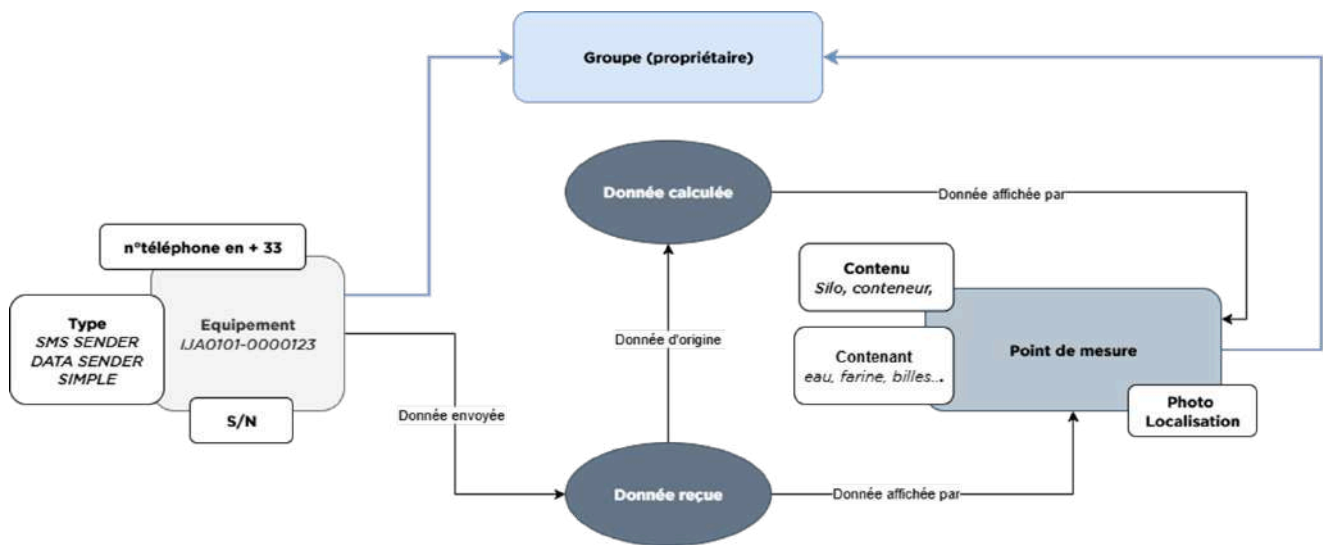 Groupe (propriétaire)
Donnée calculée
Donnée affichée par
n°téléphone en + 33
Contenu
Silo, conteneur,
Type
SMS SENDER
DATA SENDER
SIMPLE
Equipement
IJA0101-0000123
Donnée d'origine
Point de mesure
Contenant
eau, farine, billes...
S/N
Donnée envoyée
Photo
Localisation
Donnée reçue
Donnée affichée par